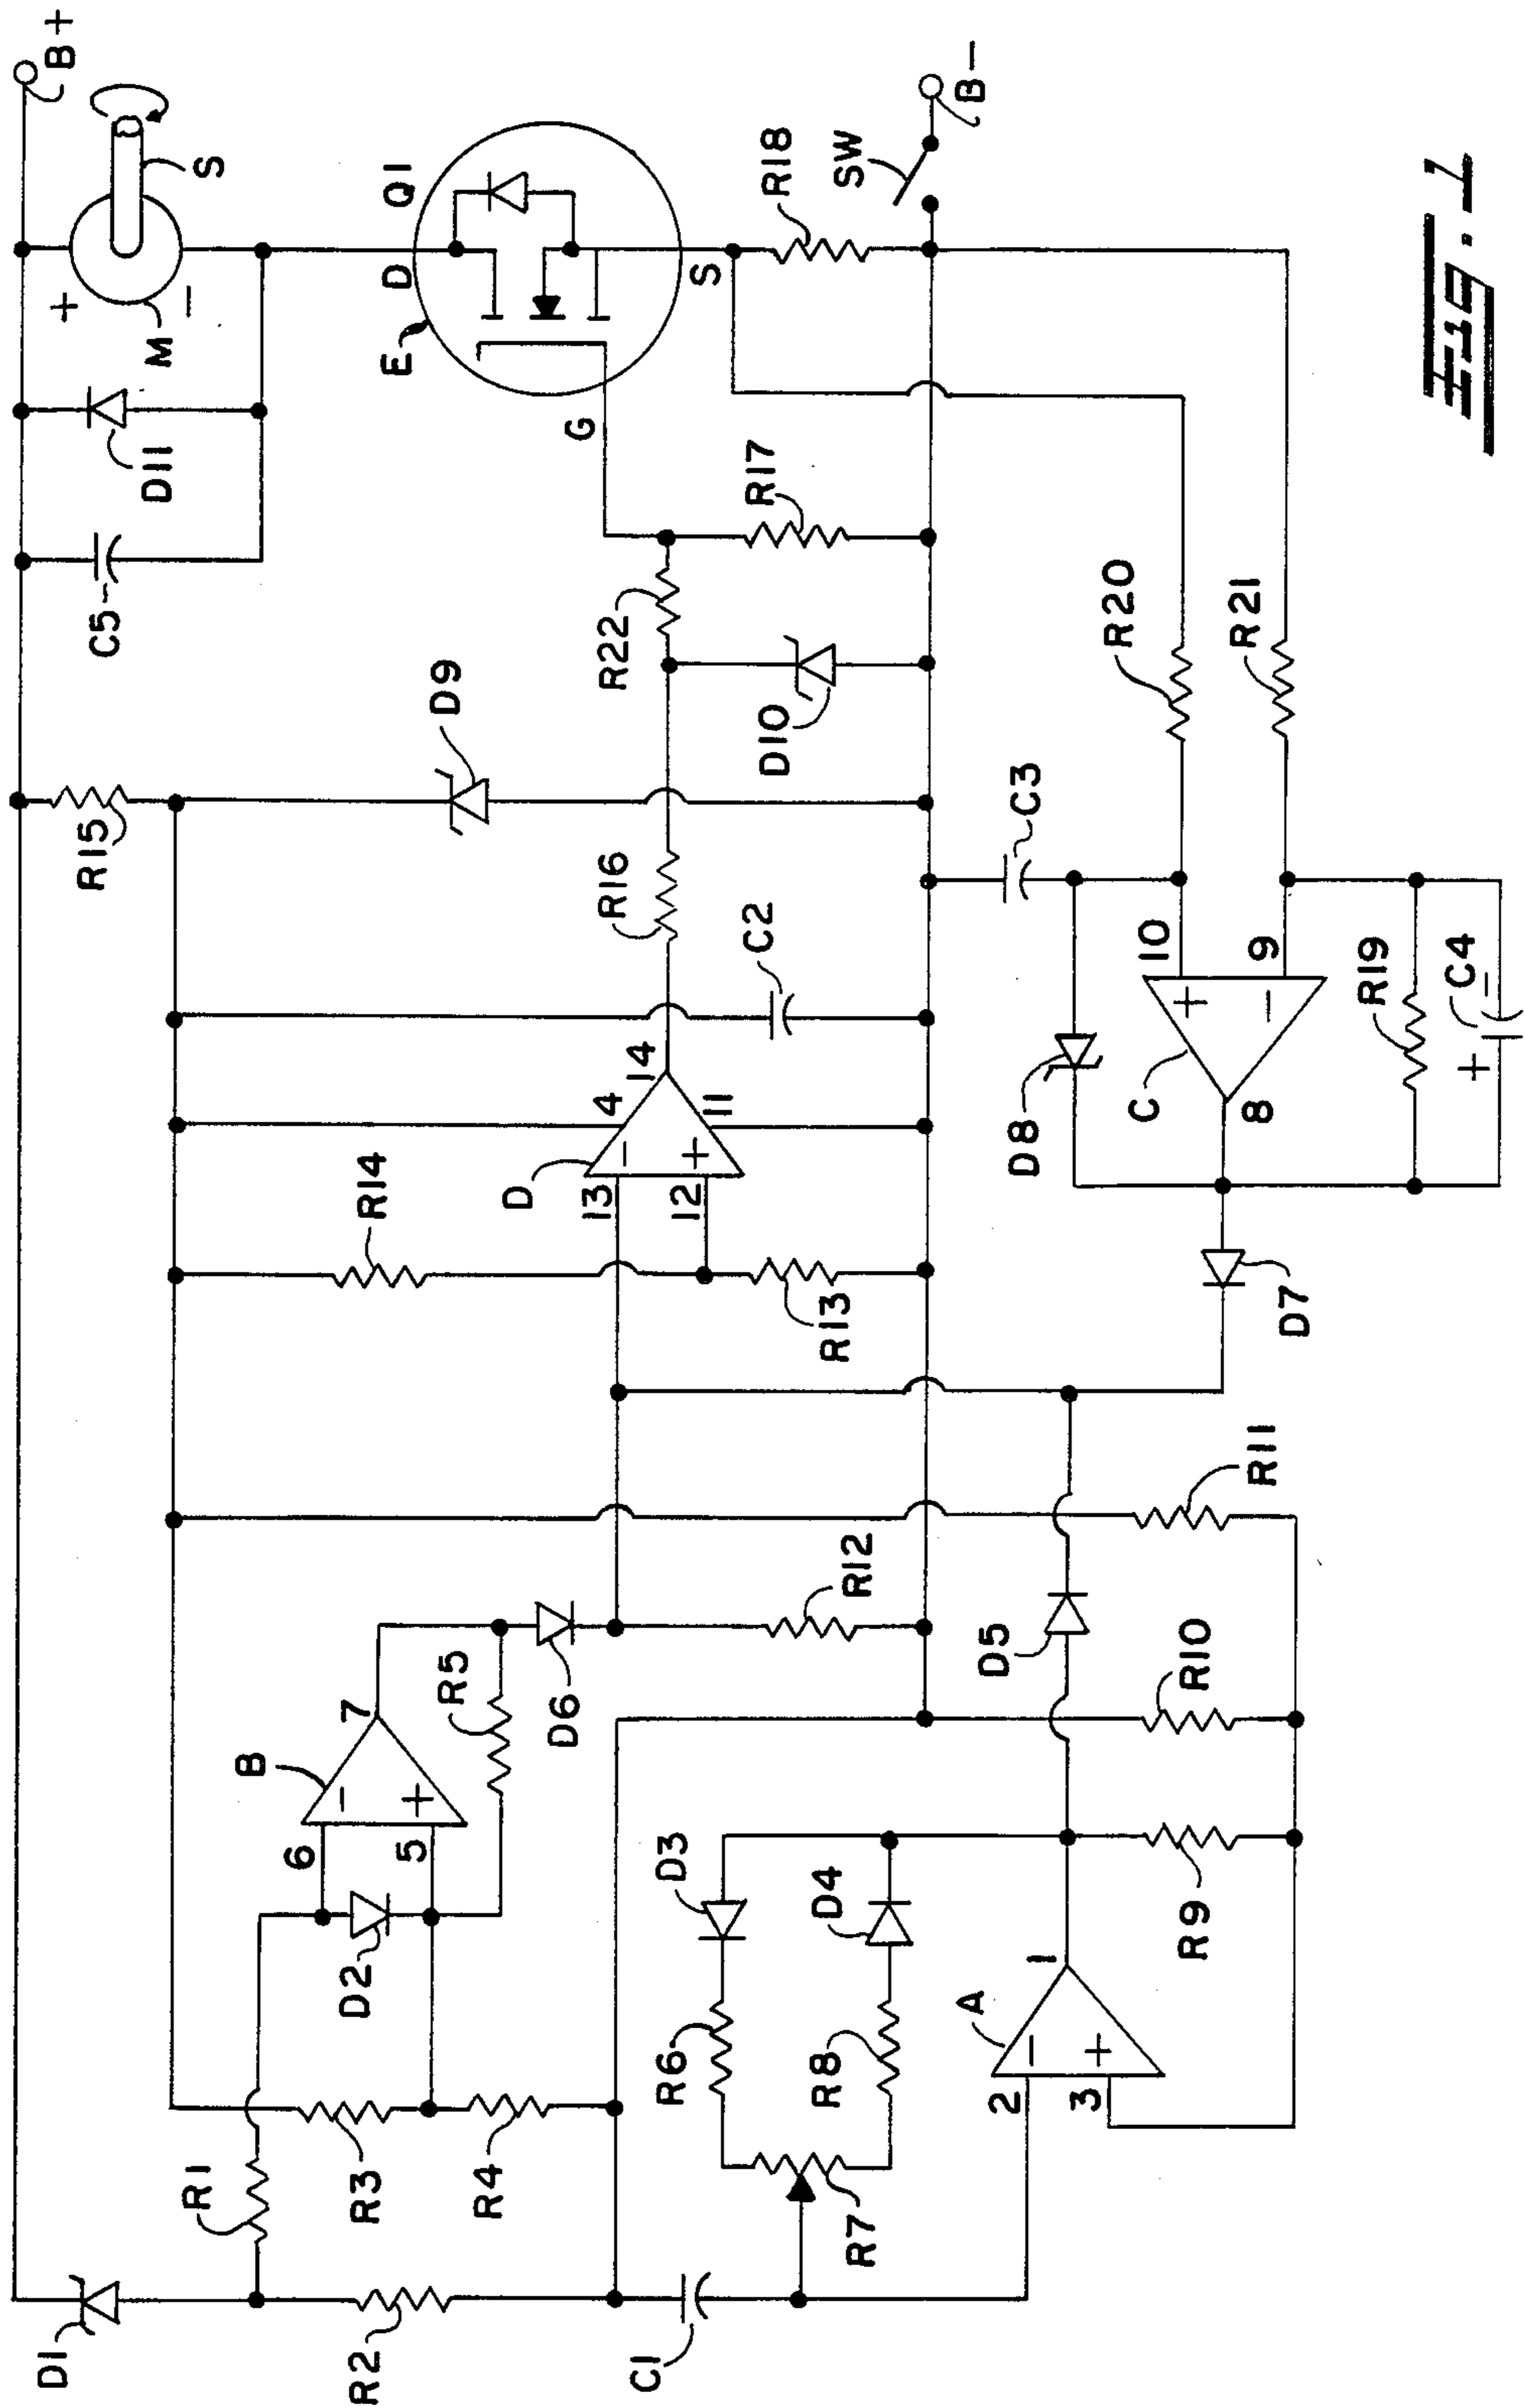 B+
S
+
M
−
D11
C5
Q1
D
E
S
G
R18
SW
B−
R17
R22
D10
D9
R15
R16
C2
C3
R20
R21
10
+
9
−
C
8
D8
R19
C4
−
+
D7
14
4
11
−
+
D
13
12
R14
R13
R11
R12
D5
R10
D6
R5
7
B
−
+
6
5
D2
D3
D4
R9
1
A
−
+
2
3
R6
R8
R7
R3
R4
R1
D1
R2
C1
FIG. 1